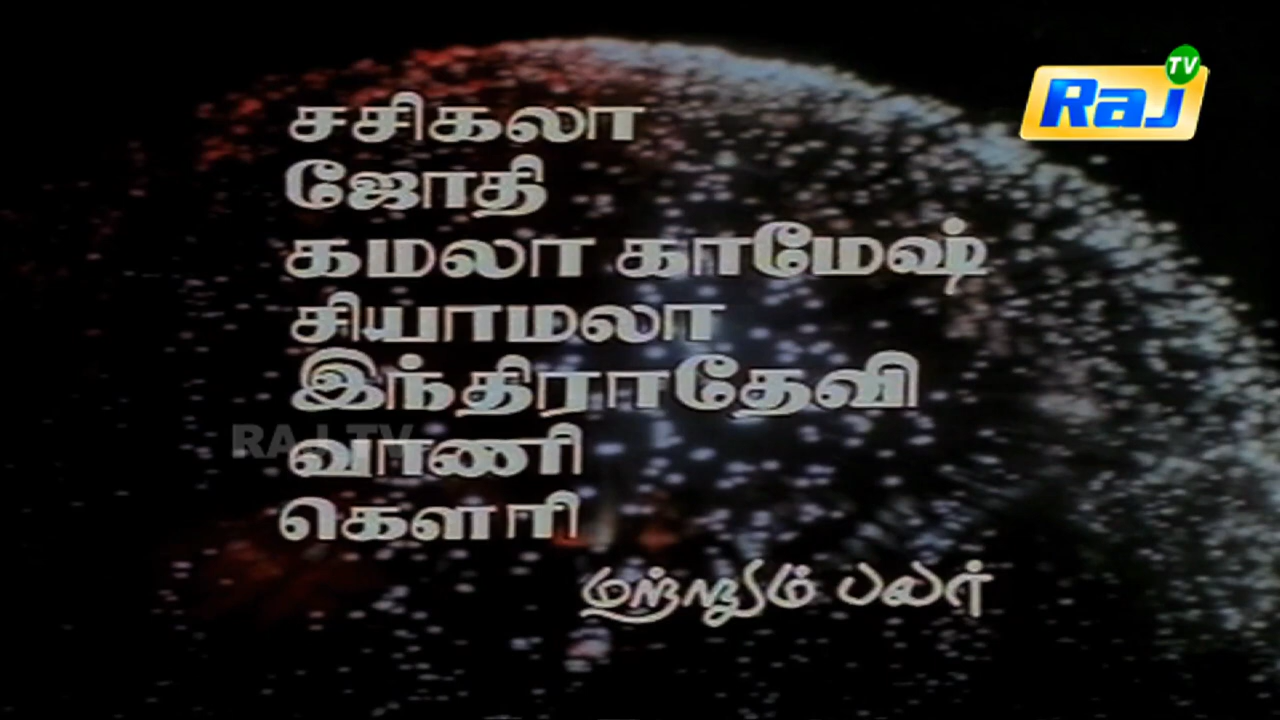 Raj TV
சசிகலா
ஜோதி
கமலா காமேஷ்
சியாமலா
இந்திராதேவி
RAJ TV
வாணி
கௌரி
மற்றும் பலர்